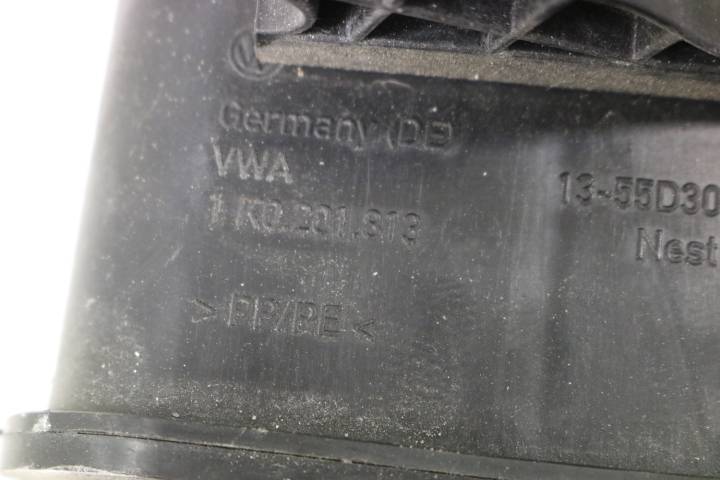 Germany (DE)
VWA
1K0.201.813
> PP/PE <
13-55D30
Nest